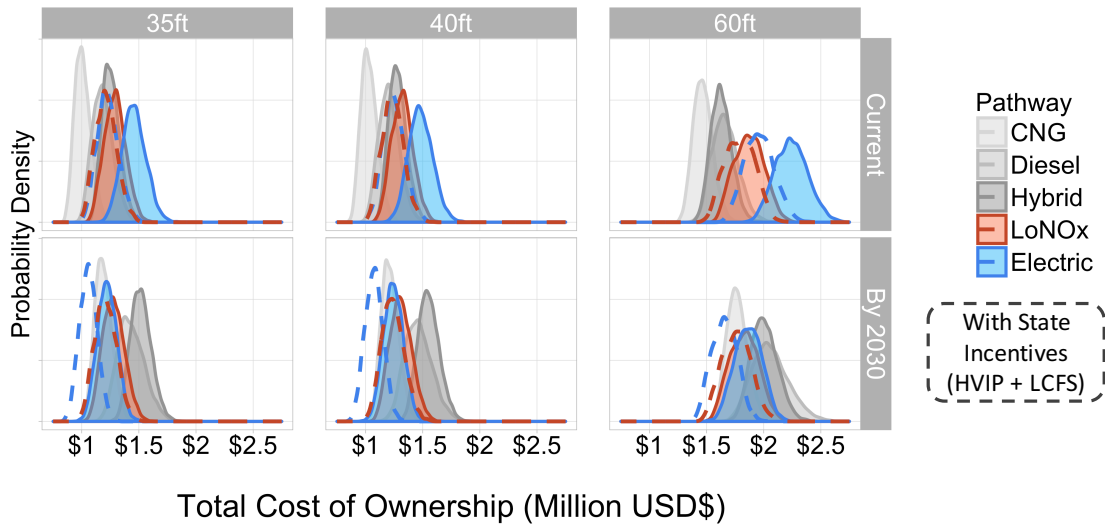 35ft
40ft
60ft
Probability Density
Current
By 2030
$1 $1.5 $2 $2.5
$1 $1.5 $2 $2.5
$1 $1.5 $2 $2.5
Total Cost of Ownership (Million USD$)
Pathway
CNG
Diesel
Hybrid
LoNOx
Electric
With State
Incentives
(HVIP + LCFS)